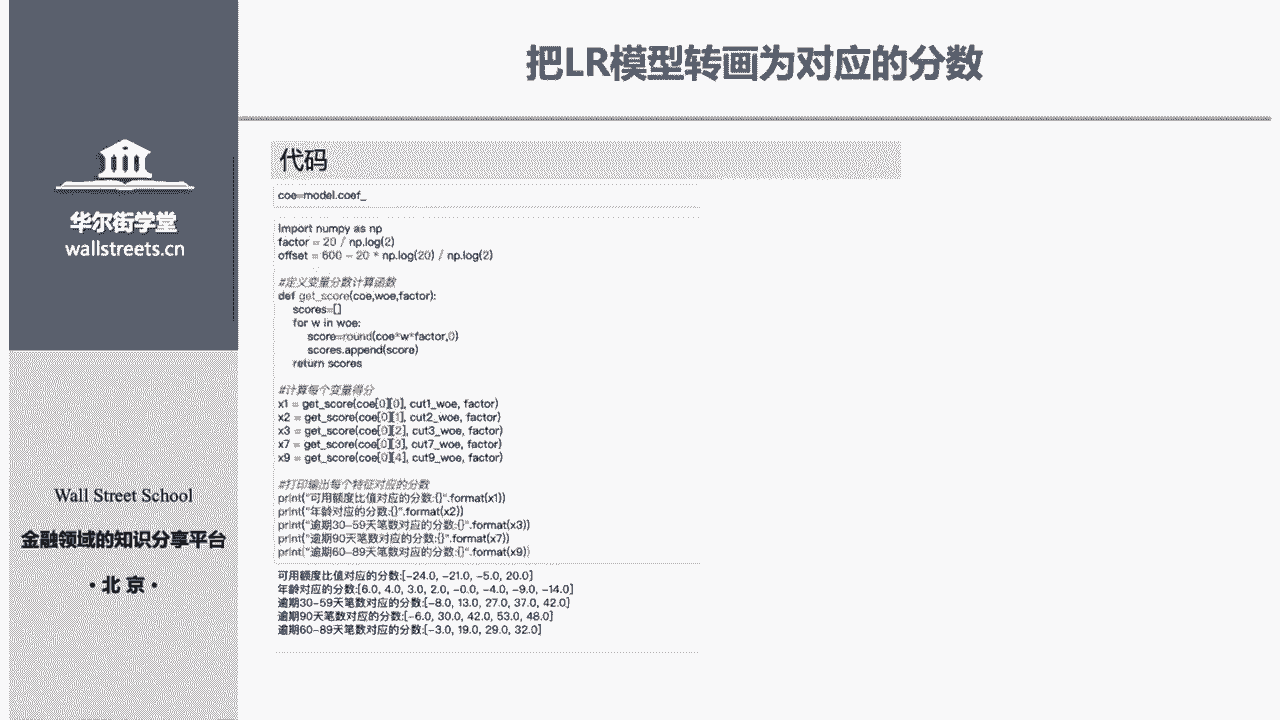 把LR模型转画为对应的分数
华尔街学堂
wallstreets.cn
Wall Street School
金融领域的知识分享平台
·北京·
代码
coe=model.coef_
import numpy as np
factor = 20 / np.log(2)
offset = 600 - 20 * np.log(20) / np.log(2)
#定义变量分数计算函数
def get_score(coe,woe,factor):
scores=[]
for w in woe:
score=round(coe*w*factor,0)
scores.append(score)
return scores
#计算每个变量得分
x1 = get_score(coe[0][0], cut1_woe, factor)
x2 = get_score(coe[0][1], cut2_woe, factor)
x3 = get_score(coe[0][2], cut3_woe, factor)
x7 = get_score(coe[0][3], cut7_woe, factor)
x9 = get_score(coe[0][4], cut9_woe, factor)
#打印输出每个特征对应的分数
print("可用额度比值对应的分数:{}".format(x1))
print("年龄对应的分数:{}".format(x2))
print("逾期30-59天笔数对应的分数:{}".format(x3))
print("逾期90天笔数对应的分数:{}".format(x7))
print("逾期60-89天笔数对应的分数:{}".format(x9))
可用额度比值对应的分数:[-24.0, -21.0, -5.0, 20.0]
年龄对应的分数:[6.0, 4.0, 3.0, 2.0, -0.0, -4.0, -9.0, -14.0]
逾期30-59天笔数对应的分数:[-8.0, 13.0, 27.0, 37.0, 42.0]
逾期90天笔数对应的分数:[-6.0, 30.0, 42.0, 53.0, 48.0]
逾期60-89天笔数对应的分数:[-3.0, 19.0, 29.0, 32.0]